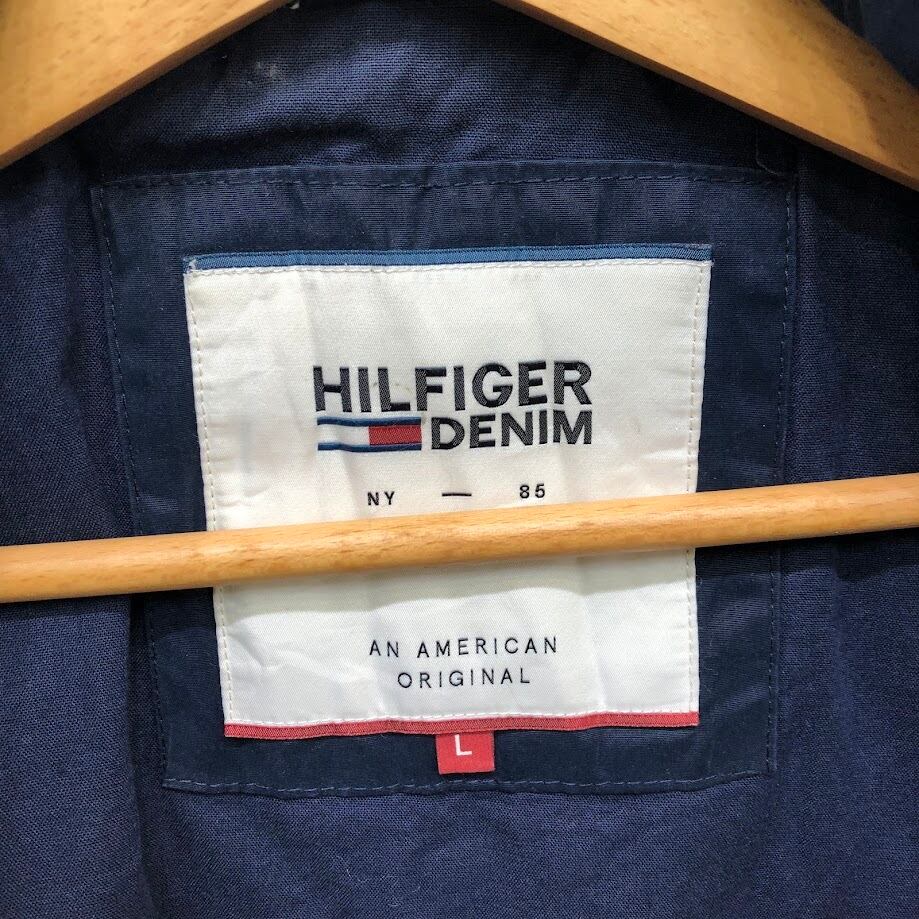 HILFIGER
DENIM
NY — 85
AN AMERICAN
ORIGINAL
L